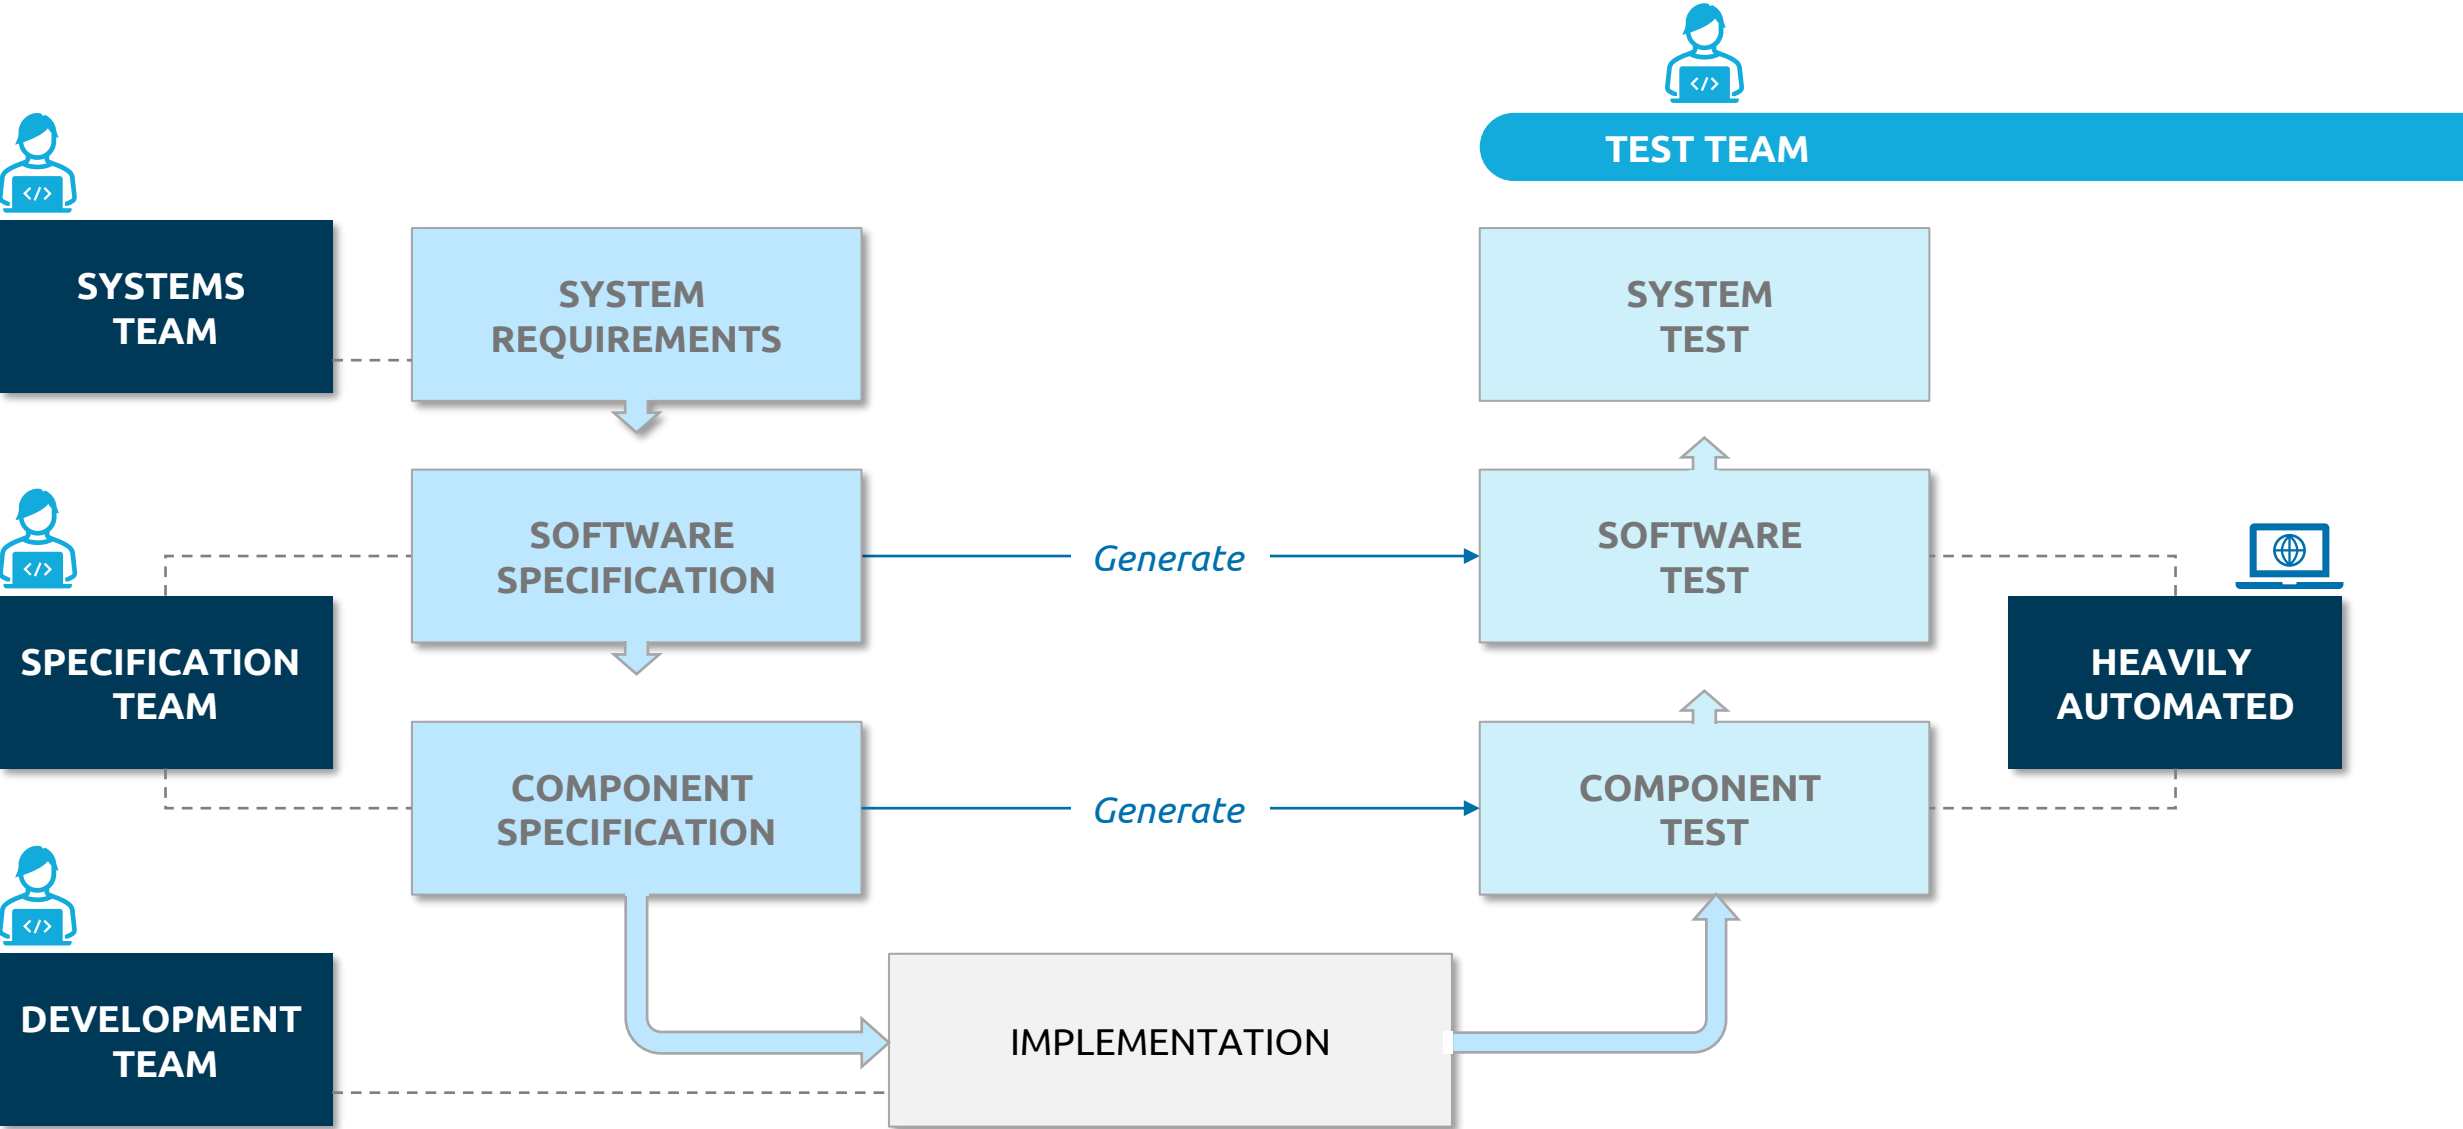 TEST TEAM
SYSTEMS
TEAM
SYSTEM
REQUIREMENTS
SYSTEM
TEST
SOFTWARE
SPECIFICATION
Generate
SOFTWARE
TEST
SPECIFICATION
TEAM
HEAVILY
AUTOMATED
COMPONENT
SPECIFICATION
Generate
COMPONENT
TEST
DEVELOPMENT
TEAM
IMPLEMENTATION